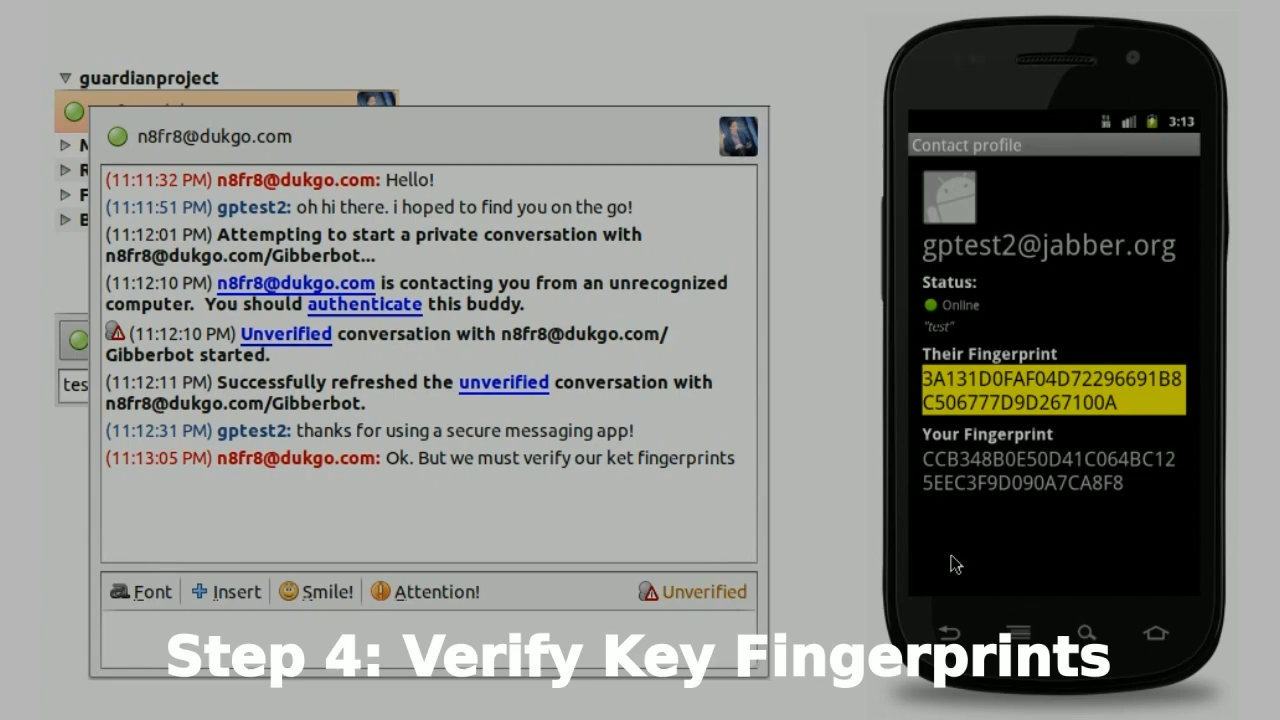 guardianproject
n8fr8@dukgo.com
(11:11:32 PM) n8fr8@dukgo.com: Hello!
(11:11:51 PM) gptest2: oh hi there. i hoped to find you on the go!
(11:12:01 PM) Attempting to start a private conversation with
n8fr8@dukgo.com/Gibberbot...
(11:12:10 PM) n8fr8@dukgo.com is contacting you from an unrecognized
computer. You should authenticate this buddy.
(11:12:10 PM) Unverified conversation with n8fr8@dukgo.com/
Gibberbot started.
(11:12:11 PM) Successfully refreshed the unverified conversation with
n8fr8@dukgo.com/Gibberbot.
(11:12:31 PM) gptest2: thanks for using a secure messaging app!
(11:13:05 PM) n8fr8@dukgo.com: Ok. But we must verify our ket fingerprints
Font Insert Smile! Attention! Unverified
3:13
Contact profile
gptest2@jabber.org
Status:
Online
"test"
Their Fingerprint
3A131D0FAF04D72296691B8
C506777D9D267100A
Your Fingerprint
CCB348B0E50D41C064BC12
5EEC3F9D090A7CA8F8
Step 4: Verify Key Fingerprints